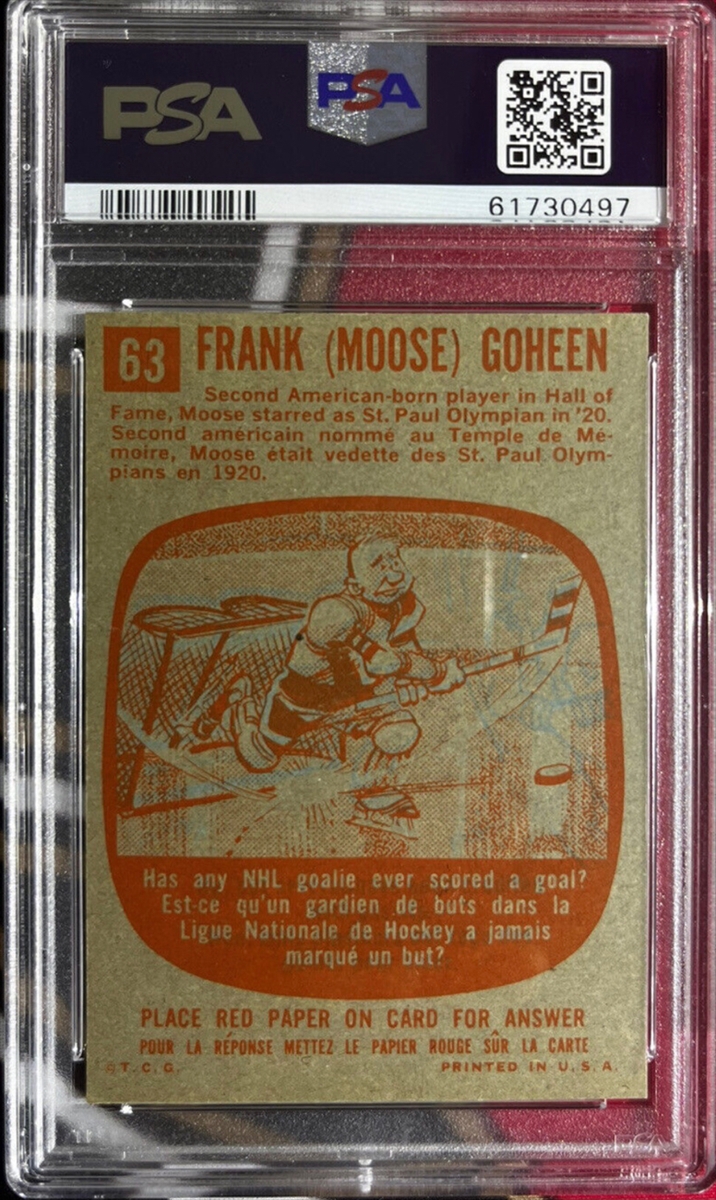 PSA
PSA
61730497
63
FRANK (MOOSE) GOHEEN
Second American-born player in Hall of
Fame, Moose starred as St. Paul Olympian in '20.
Second américain nommé au Temple de Mé-
moire, Moose était vedette des St. Paul Olym-
pians en 1920.
Has any NHL goalie ever scored a goal?
Est-ce qu'un gardien de buts dans la
Ligue Nationale de Hockey a jamais
marqué un but?
PLACE RED PAPER ON CARD FOR ANSWER
POUR LA RÉPONSE METTEZ LE PAPIER ROUGE SÛR LA CARTE
©T.C.G.
PRINTED IN U.S.A.